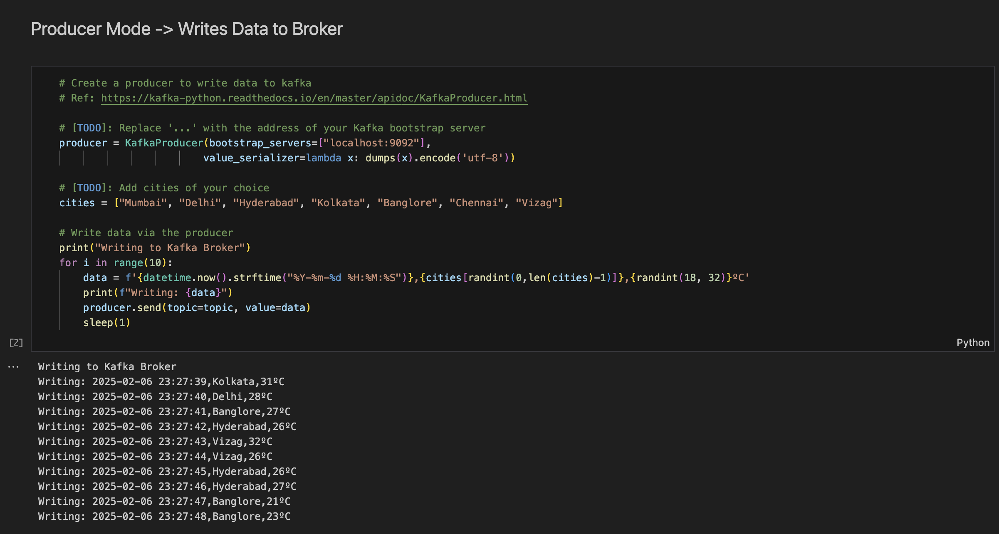 Producer Mode -> Writes Data to Broker
# Create a producer to write data to kafka
# Ref: https://kafka-python.readthedocs.io/en/master/apidoc/KafkaProducer.html
# [TODO]: Replace '...' with the address of your Kafka bootstrap server
producer = KafkaProducer(bootstrap_servers=["localhost:9092"],
                        value_serializer=lambda x: dumps(x).encode('utf-8'))
# [TODO]: Add cities of your choice
cities = ["Mumbai", "Delhi", "Hyderabad", "Kolkata", "Banglore", "Chennai", "Vizag"]
# Write data via the producer
print("Writing to Kafka Broker")
for i in range(10):
    data = f'{datetime.now().strftime("%Y-%m-%d %H:%M:%S")},{cities[randint(0,len(cities)-1)]},{randint(18, 32)}ºC'
    print(f"Writing: {data}")
    producer.send(topic=topic, value=data)
    sleep(1)
[2]
Python
...
Writing to Kafka Broker
Writing: 2025-02-06 23:27:39,Kolkata,31ºC
Writing: 2025-02-06 23:27:40,Delhi,28ºC
Writing: 2025-02-06 23:27:41,Banglore,27ºC
Writing: 2025-02-06 23:27:42,Hyderabad,26ºC
Writing: 2025-02-06 23:27:43,Vizag,32ºC
Writing: 2025-02-06 23:27:44,Vizag,26ºC
Writing: 2025-02-06 23:27:45,Hyderabad,26ºC
Writing: 2025-02-06 23:27:46,Hyderabad,27ºC
Writing: 2025-02-06 23:27:47,Banglore,21ºC
Writing: 2025-02-06 23:27:48,Banglore,23ºC